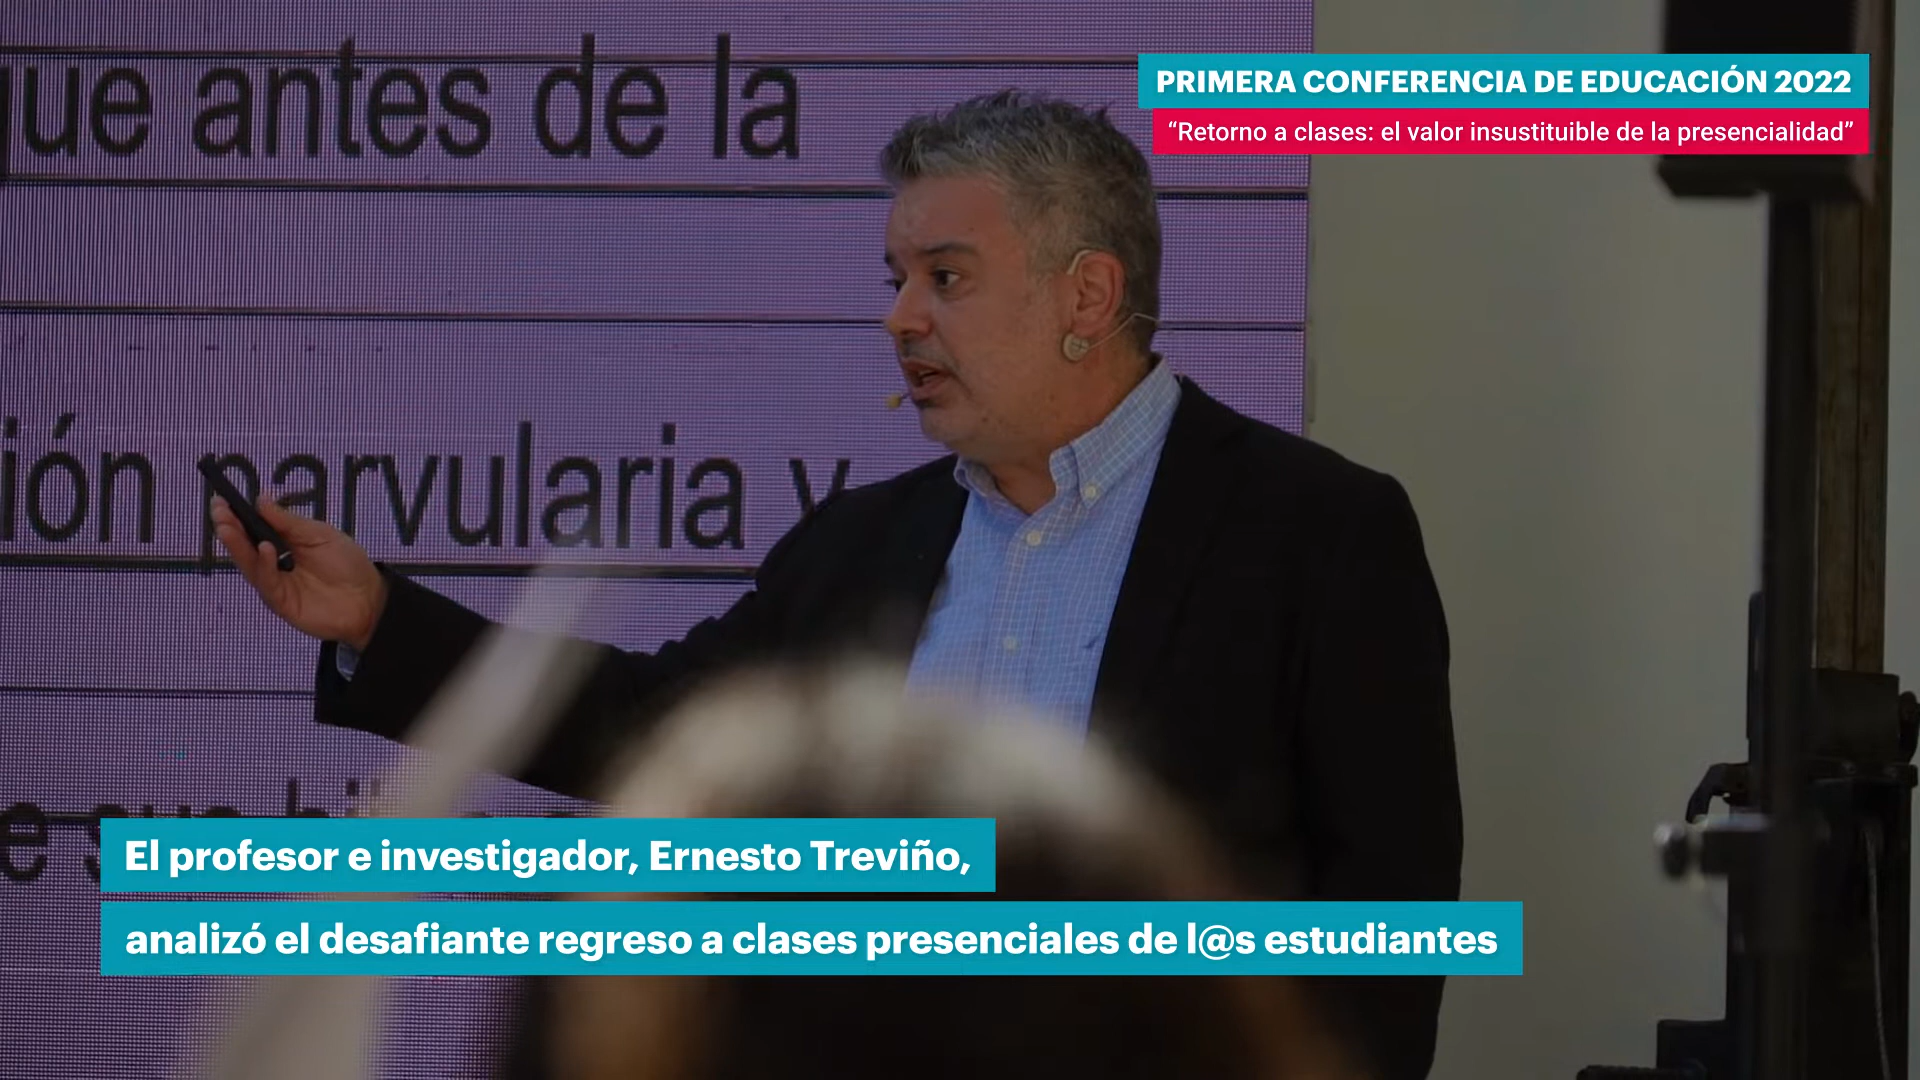 que antes de la
PRIMERA CONFERENCIA DE EDUCACIÓN 2022
“Retorno a clases: el valor insustituible de la presencialidad”
ión parvularia y
El profesor e investigador, Ernesto Treviño,
analizó el desafiante regreso a clases presenciales de l@s estudiantes